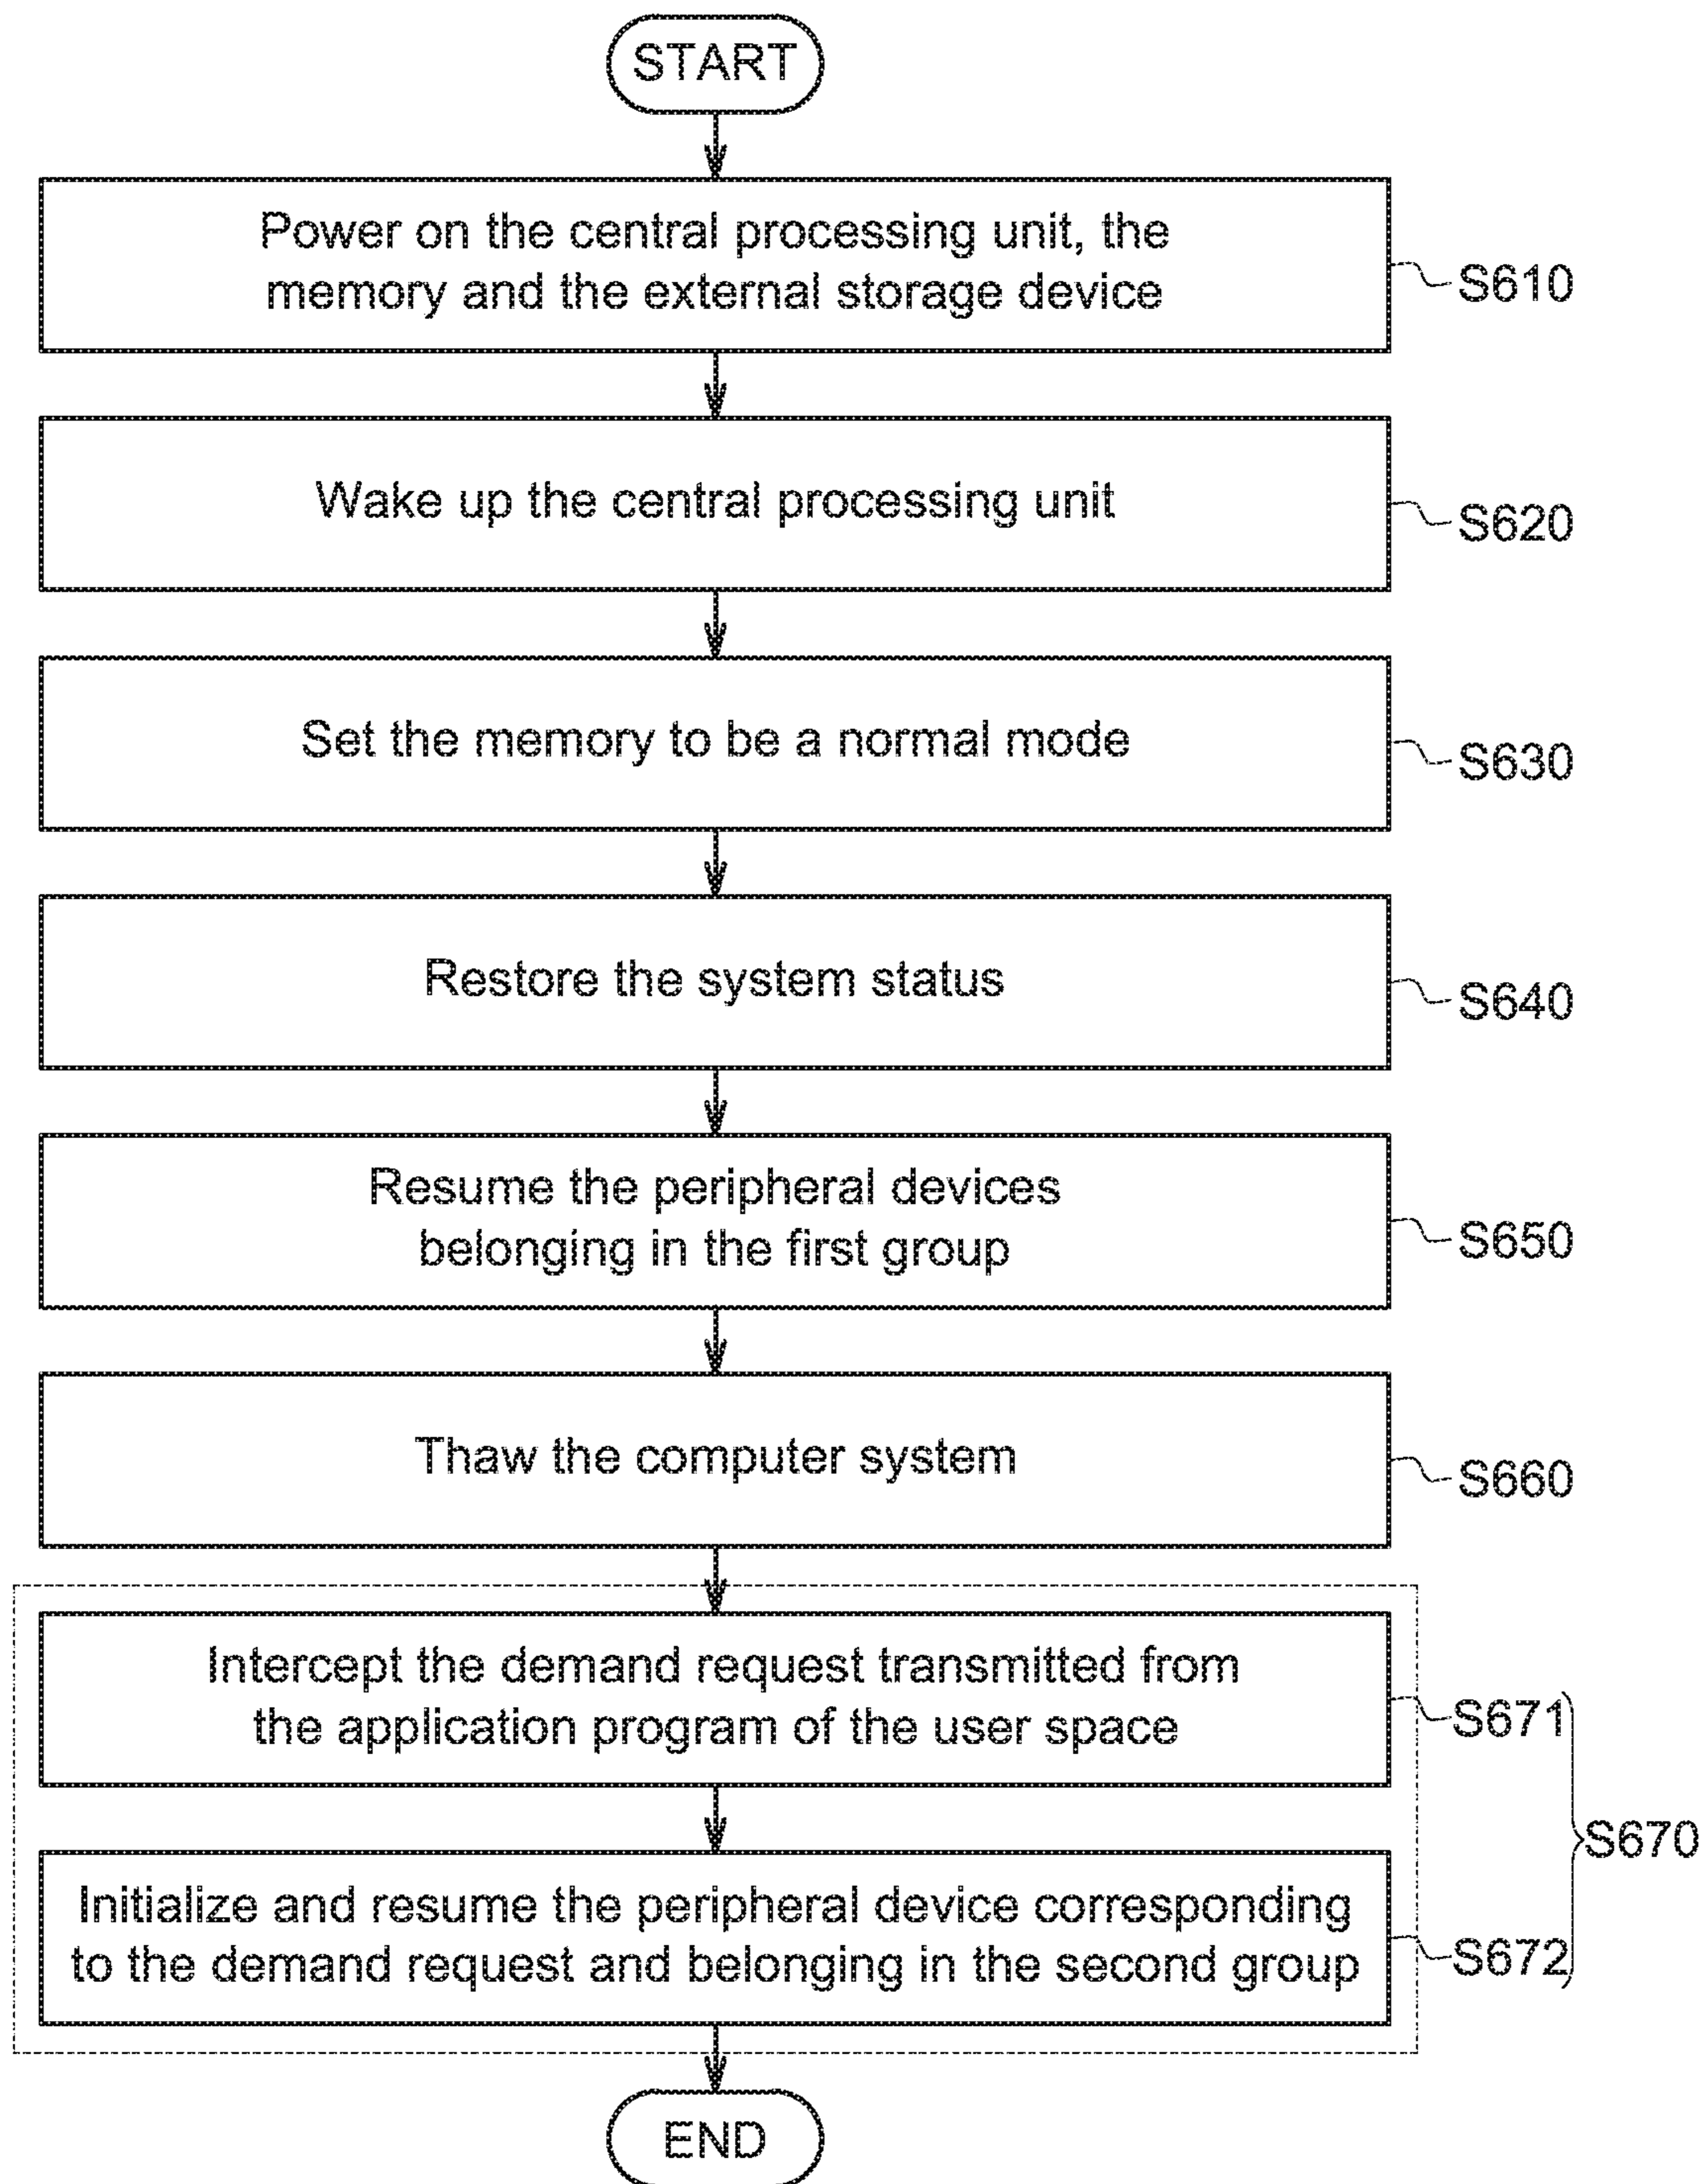 START
Power on the central processing unit, the
memory and the external storage device
S610
Wake up the central processing unit
S620
Set the memory to be a normal mode
S630
Restore the system status
S640
Resume the peripheral devices
belonging in the first group
S650
Thaw the computer system
S660
Intercept the demand request transmitted from
the application program of the user space
S671
S670
Initialize and resume the peripheral device corresponding
to the demand request and belonging in the second group
S672
END